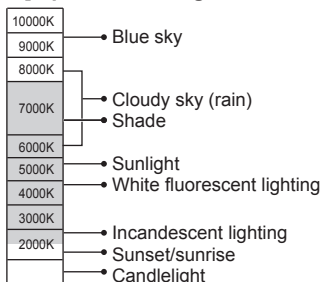 10000K
9000K
8000K
7000K
6000K
5000K
4000K
3000K
2000K
Blue sky
Cloudy sky (rain)
Shade
Sunlight
White fluorescent lighting
Incandescent lighting
Sunset/sunrise
Candlelight